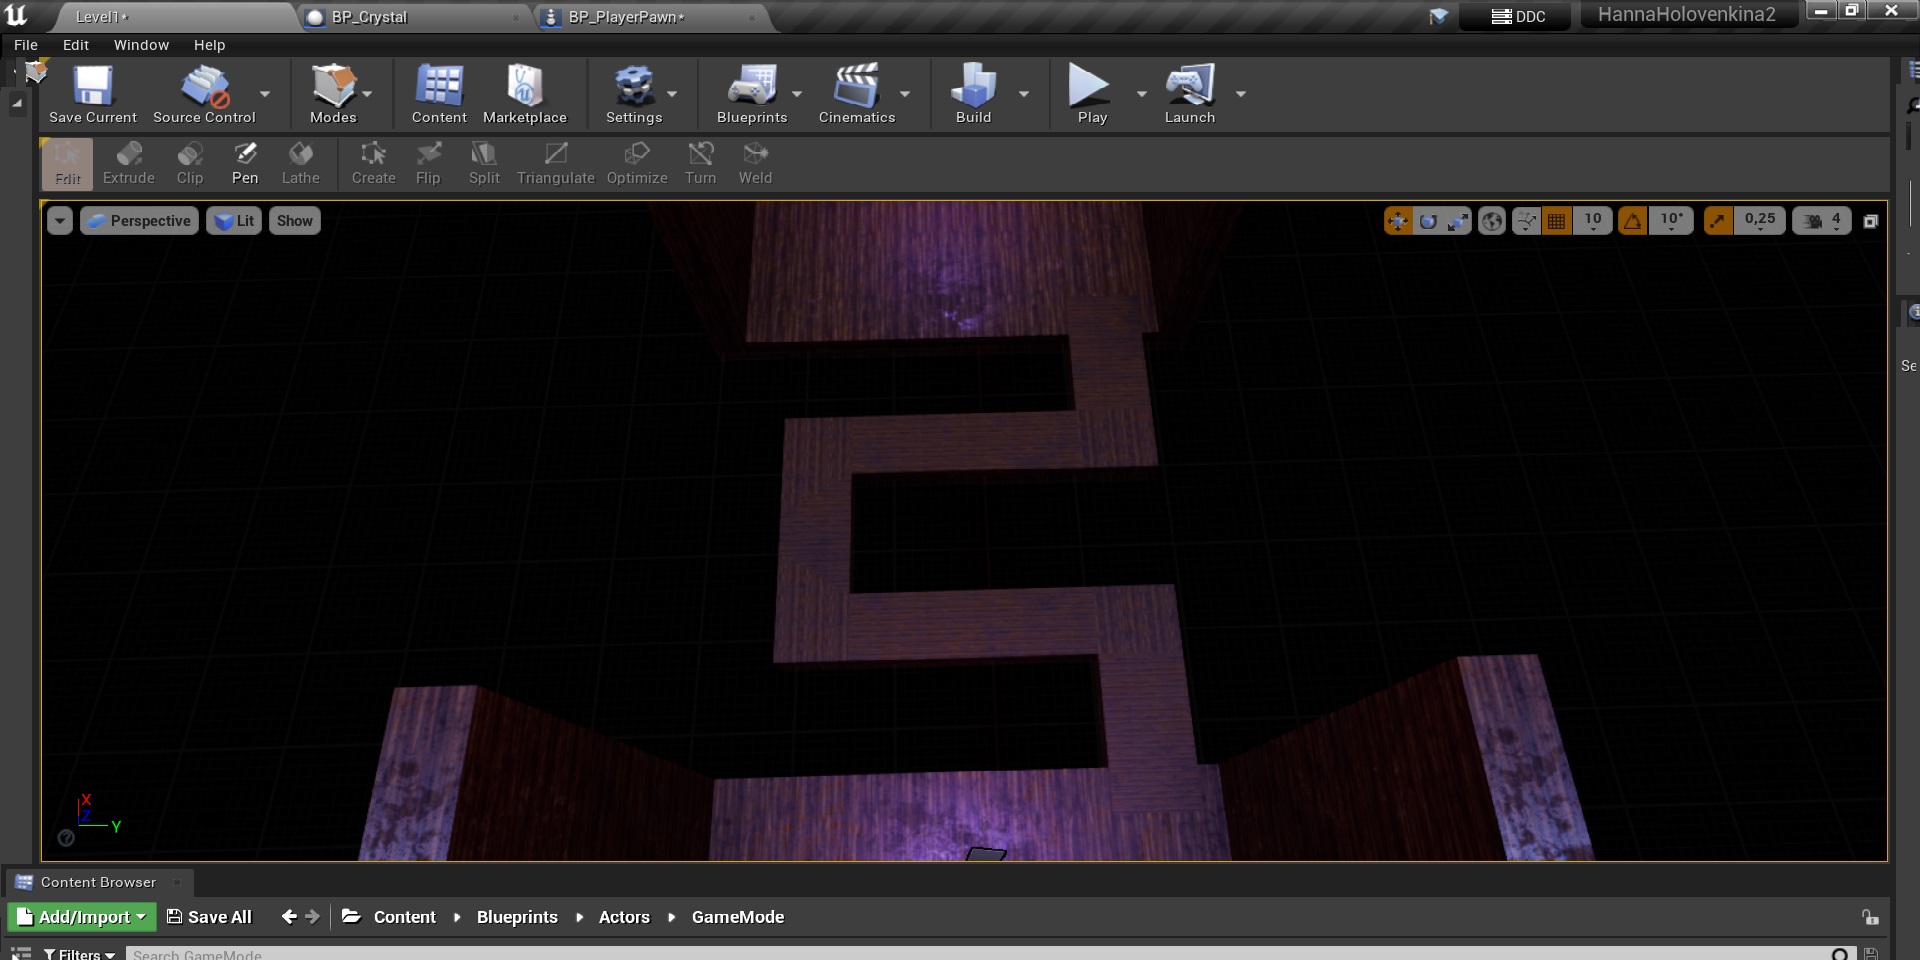 Level1*
BP_Crystal
BP_PlayerPawn*
DDC
HannaHolovenkina2
File Edit Window Help
Save Current
Source Control
Modes
Content
Marketplace
Settings
Blueprints
Cinematics
Build
Play
Launch
Edit
Extrude
Clip
Pen
Lathe
Create
Flip
Split
Triangulate
Optimize
Turn
Weld
Perspective
Lit
Show
10
10°
0,25
4
Se
X
Z
Y
Content Browser
Add/Import
Save All
Content
Blueprints
Actors
GameMode
Filters
Search GameMode